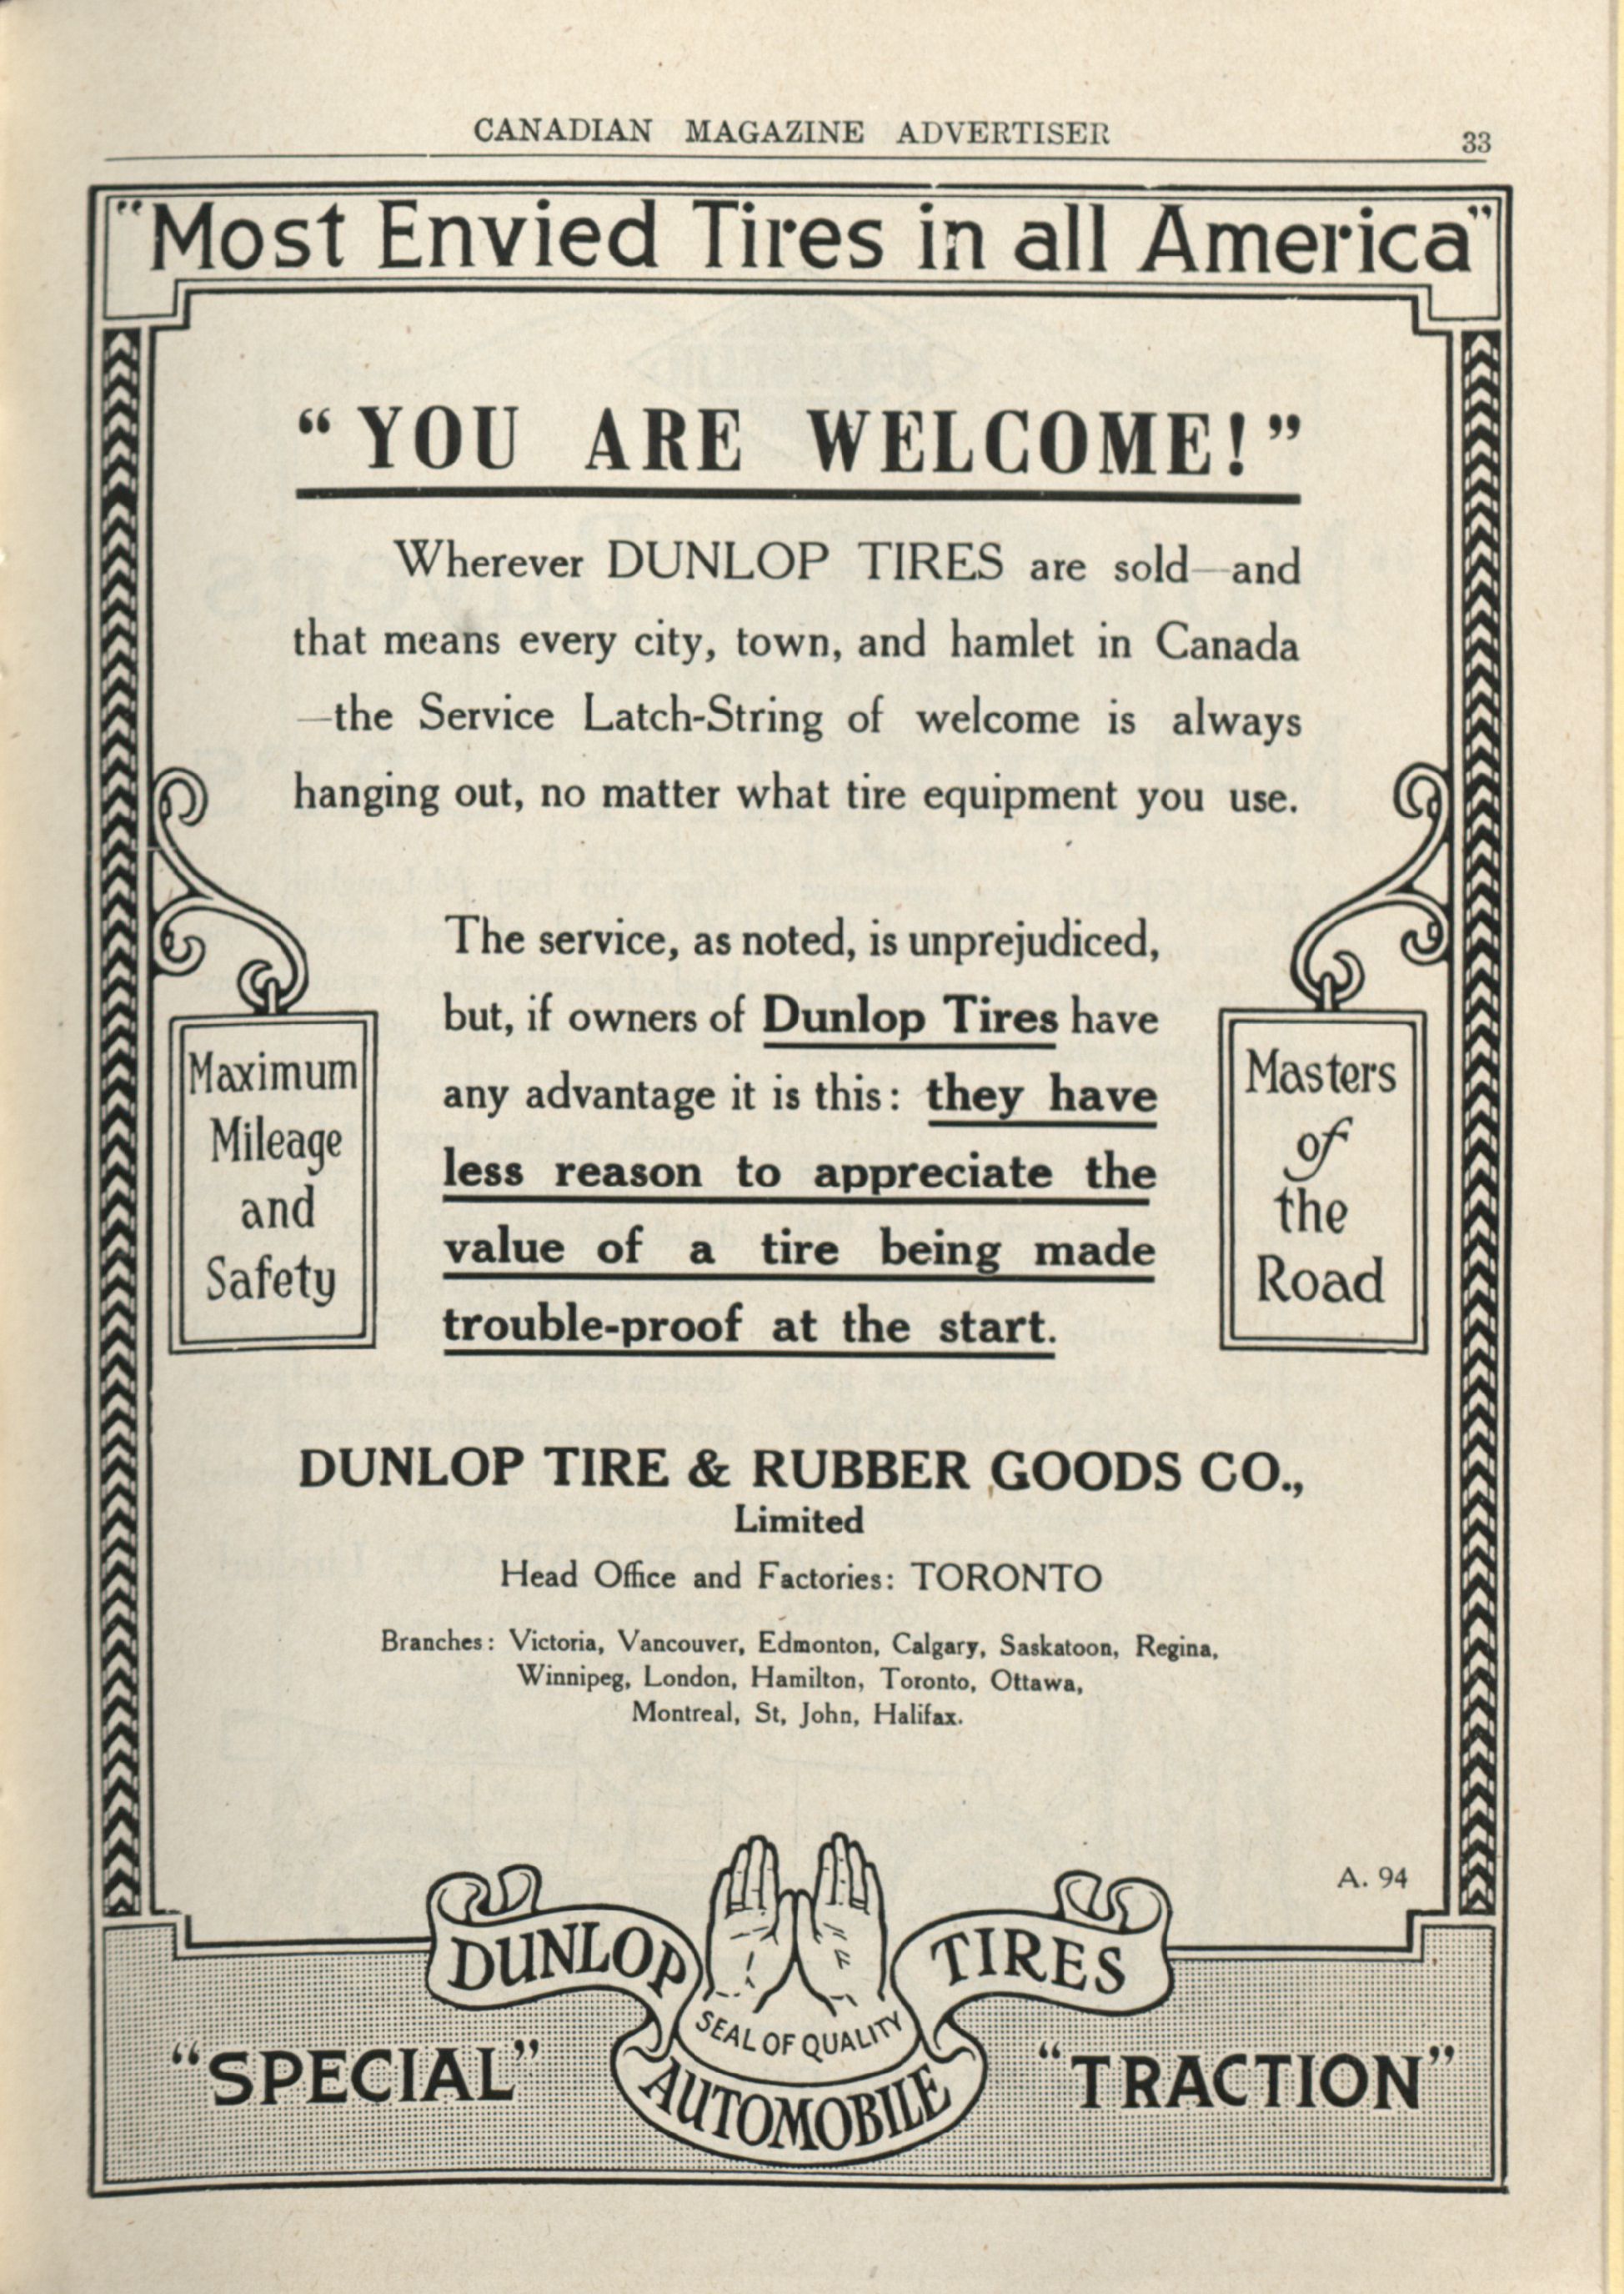 CANADIAN MAGAZINE ADVERTISER
33
"Most Envied Tires in all America"
"YOU ARE WELCOME!"
Wherever DUNLOP TIRES are sold—and
that means every city, town, and hamlet in Canada
—the Service Latch-String of welcome is always
hanging out, no matter what tire equipment you use.
The service, as noted, is unprejudiced,
but, if owners of Dunlop Tires have
any advantage it is this: they have
less reason to appreciate the
value of a tire being made
trouble-proof at the start.
Maximum
Mileage
and
Safety
Masters
of
the
Road
DUNLOP TIRE & RUBBER GOODS CO.,
Limited
Head Office and Factories: TORONTO
Branches: Victoria, Vancouver, Edmonton, Calgary, Saskatoon, Regina,
Winnipeg, London, Hamilton, Toronto, Ottawa,
Montreal, St, John, Halifax.
A. 94
DUNLOP TIRES
SEAL OF QUALITY
AUTOMOBILE
"SPECIAL"
"TRACTION"